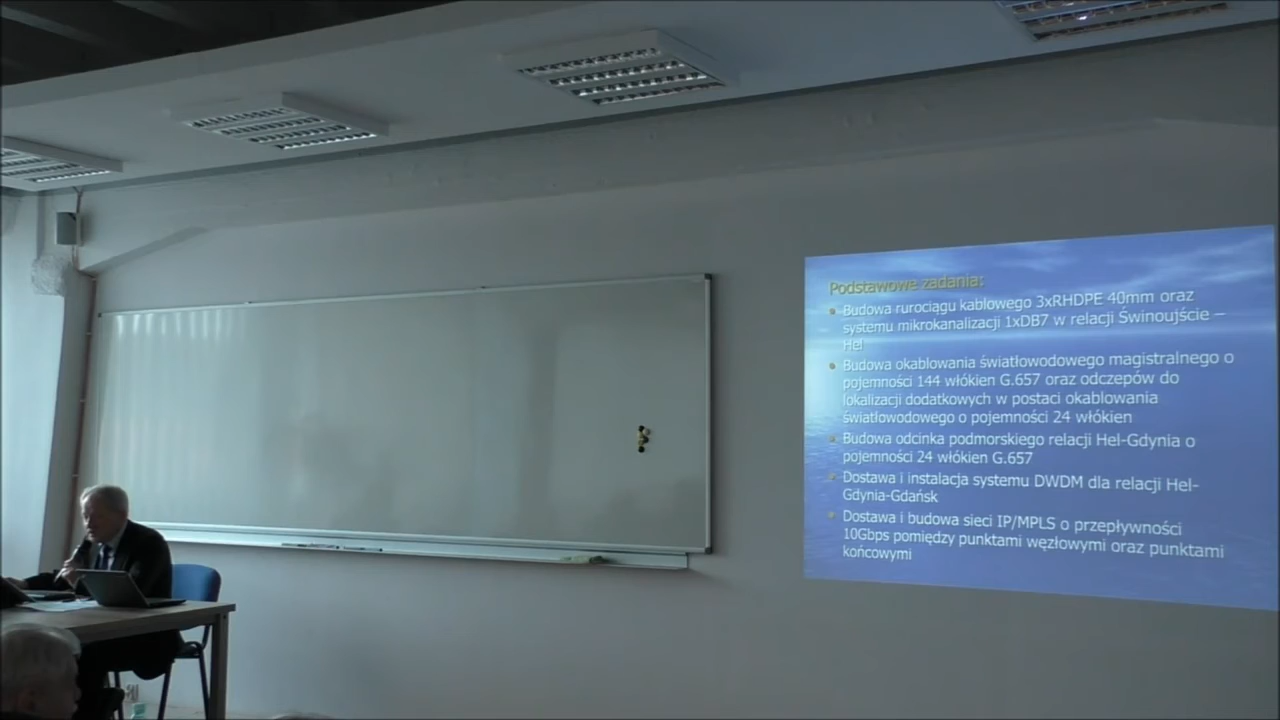 Podstawowe zadania:
Budowa rurociągu kablowego 3xRHDPE 40mm oraz
systemu mikrokanalizacji 1xDB7 w relacji Świnoujście –
Hel
Budowa okablowania światłowodowego magistralnego o
pojemności 144 włókien G.657 oraz odczepów do
lokalizacji dodatkowych w postaci okablowania
światłowodowego o pojemności 24 włókien
Budowa odcinka podmorskiego relacji Hel-Gdynia o
pojemności 24 włókien G.657
Dostawa i instalacja systemu DWDM dla relacji Hel-
Gdynia-Gdańsk
Dostawa i budowa sieci IP/MPLS o przepływności
10Gbps pomiędzy punktami węzłowymi oraz punktami
końcowymi